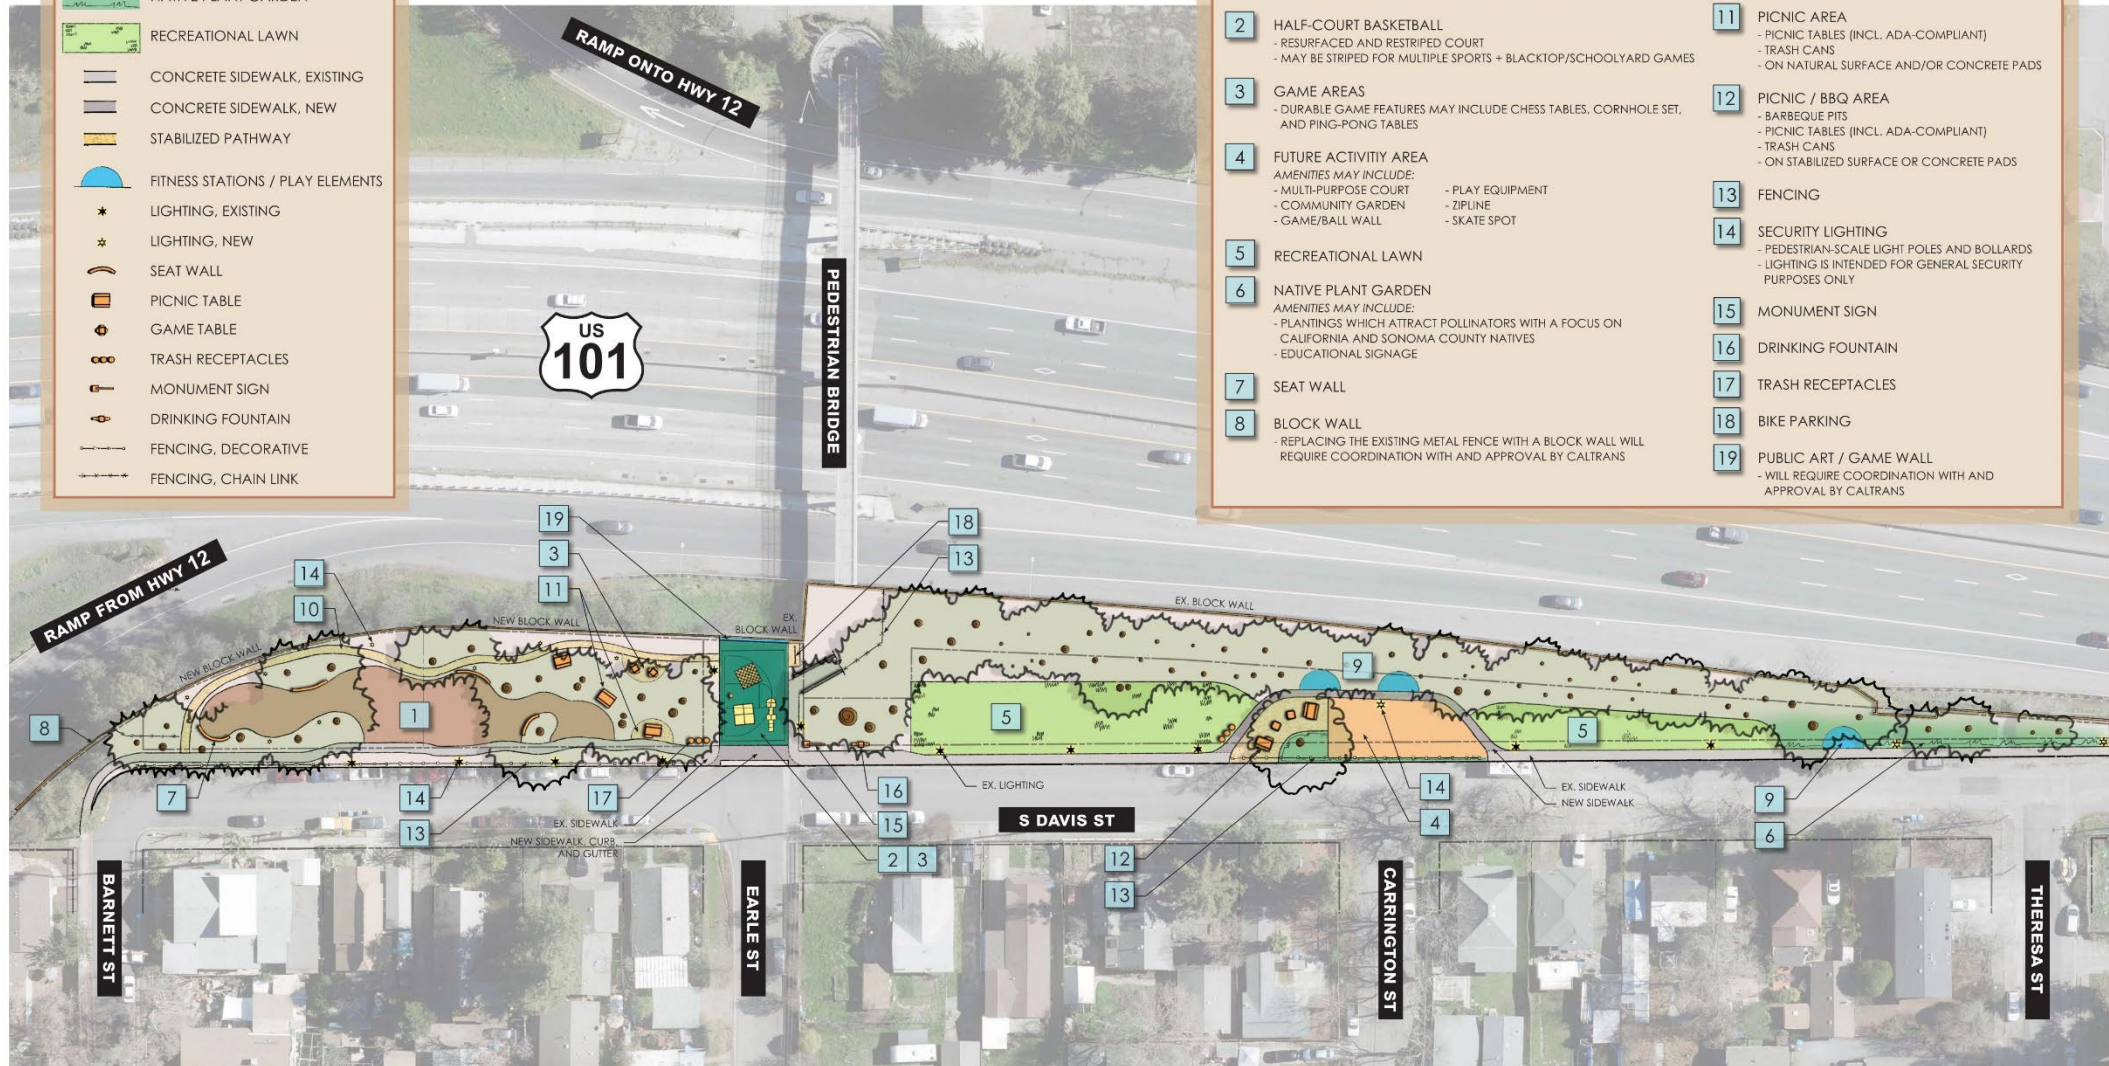 RECREATIONAL LAWN
CONCRETE SIDEWALK, EXISTING
CONCRETE SIDEWALK, NEW
STABILIZED PATHWAY
FITNESS STATIONS / PLAY ELEMENTS
LIGHTING, EXISTING
LIGHTING, NEW
SEAT WALL
PICNIC TABLE
GAME TABLE
TRASH RECEPTACLES
MONUMENT SIGN
DRINKING FOUNTAIN
FENCING, DECORATIVE
FENCING, CHAIN LINK
RAMP ONTO HWY 12
US
101
PEDESTRIAN BRIDGE
2 HALF-COURT BASKETBALL
- RESURFACED AND RESTRIPED COURT
- MAY BE STRIPED FOR MULTIPLE SPORTS + BLACKTOP/SCHOOLYARD GAMES
3 GAME AREAS
- DURABLE GAME FEATURES MAY INCLUDE CHESS TABLES, CORNHOLE SET,
AND PING-PONG TABLES
4 FUTURE ACTIVITIY AREA
AMENITIES MAY INCLUDE:
- MULTI-PURPOSE COURT - PLAY EQUIPMENT
- COMMUNITY GARDEN - ZIPLINE
- GAME/BALL WALL - SKATE SPOT
5 RECREATIONAL LAWN
6 NATIVE PLANT GARDEN
AMENITIES MAY INCLUDE:
- PLANTINGS WHICH ATTRACT POLLINATORS WITH A FOCUS ON
CALIFORNIA AND SONOMA COUNTY NATIVES
- EDUCATIONAL SIGNAGE
7 SEAT WALL
8 BLOCK WALL
- REPLACING THE EXISTING METAL FENCE WITH A BLOCK WALL WILL
REQUIRE COORDINATION WITH AND APPROVAL BY CALTRANS
11 PICNIC AREA
- PICNIC TABLES (INCL. ADA-COMPLIANT)
- TRASH CANS
- ON NATURAL SURFACE AND/OR CONCRETE PADS
12 PICNIC / BBQ AREA
- BARBEQUE PITS
- PICNIC TABLES (INCL. ADA-COMPLIANT)
- TRASH CANS
- ON STABILIZED SURFACE OR CONCRETE PADS
13 FENCING
14 SECURITY LIGHTING
- PEDESTRIAN-SCALE LIGHT POLES AND BOLLARDS
- LIGHTING IS INTENDED FOR GENERAL SECURITY
PURPOSES ONLY
15 MONUMENT SIGN
16 DRINKING FOUNTAIN
17 TRASH RECEPTACLES
18 BIKE PARKING
19 PUBLIC ART / GAME WALL
- WILL REQUIRE COORDINATION WITH AND
APPROVAL BY CALTRANS
RAMP FROM HWY 12
19
3
11
18
13
14
10
NEW BLOCK WALL
NEW BLOCK WALL
EX.
BLOCK WALL
EX. BLOCK WALL
8
1
5
9
5
7
14
13
17
EX. SIDEWALK
NEW SIDEWALK, CURB,
AND GUTTER
16
15
2 3
EX. LIGHTING
S DAVIS ST
12
13
14
4
EX. SIDEWALK
NEW SIDEWALK
9
6
BARNETT ST
EARLE ST
CARRINGTON ST
THERESA ST